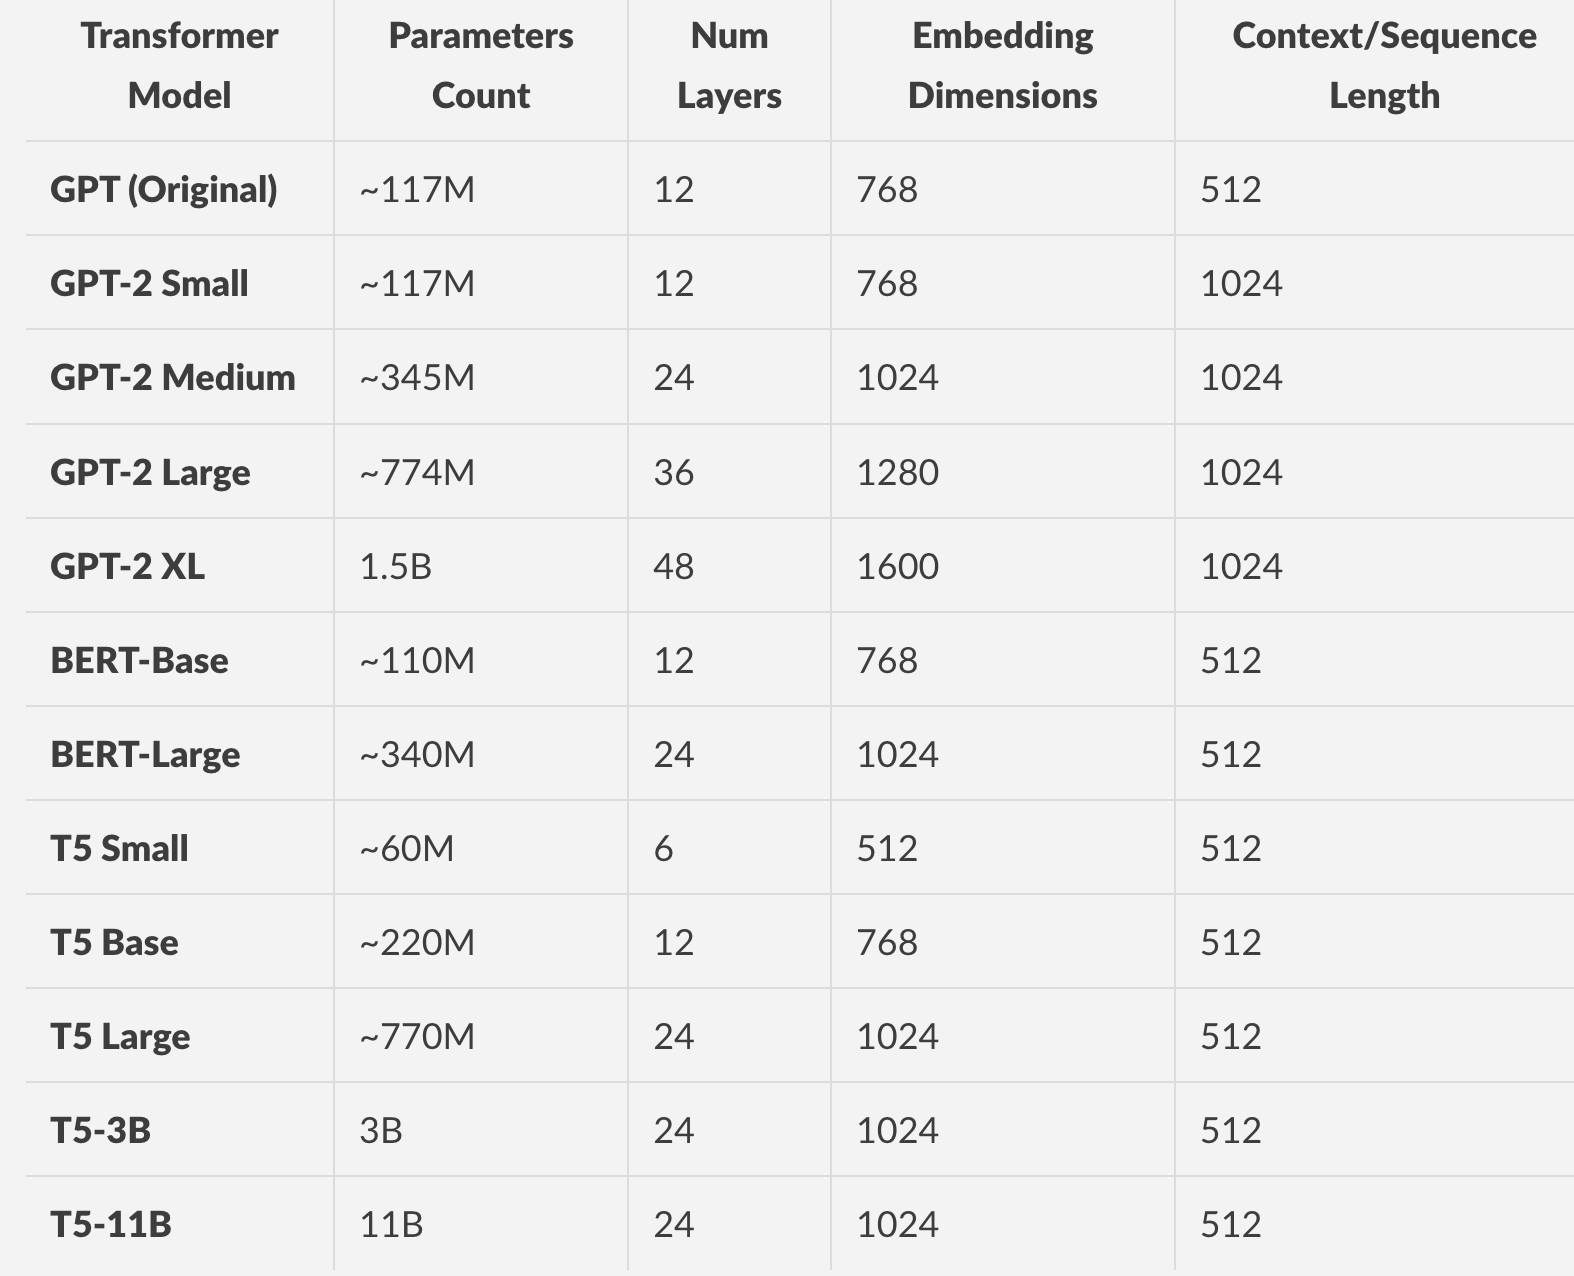 Transformer Model Parameters Count Num Layers Embedding Dimensions Context/Sequence Length
GPT (Original) ~117M 12 768 512
GPT-2 Small ~117M 12 768 1024
GPT-2 Medium ~345M 24 1024 1024
GPT-2 Large ~774M 36 1280 1024
GPT-2 XL 1.5B 48 1600 1024
BERT-Base ~110M 12 768 512
BERT-Large ~340M 24 1024 512
T5 Small ~60M 6 512 512
T5 Base ~220M 12 768 512
T5 Large ~770M 24 1024 512
T5-3B 3B 24 1024 512
T5-11B 11B 24 1024 512